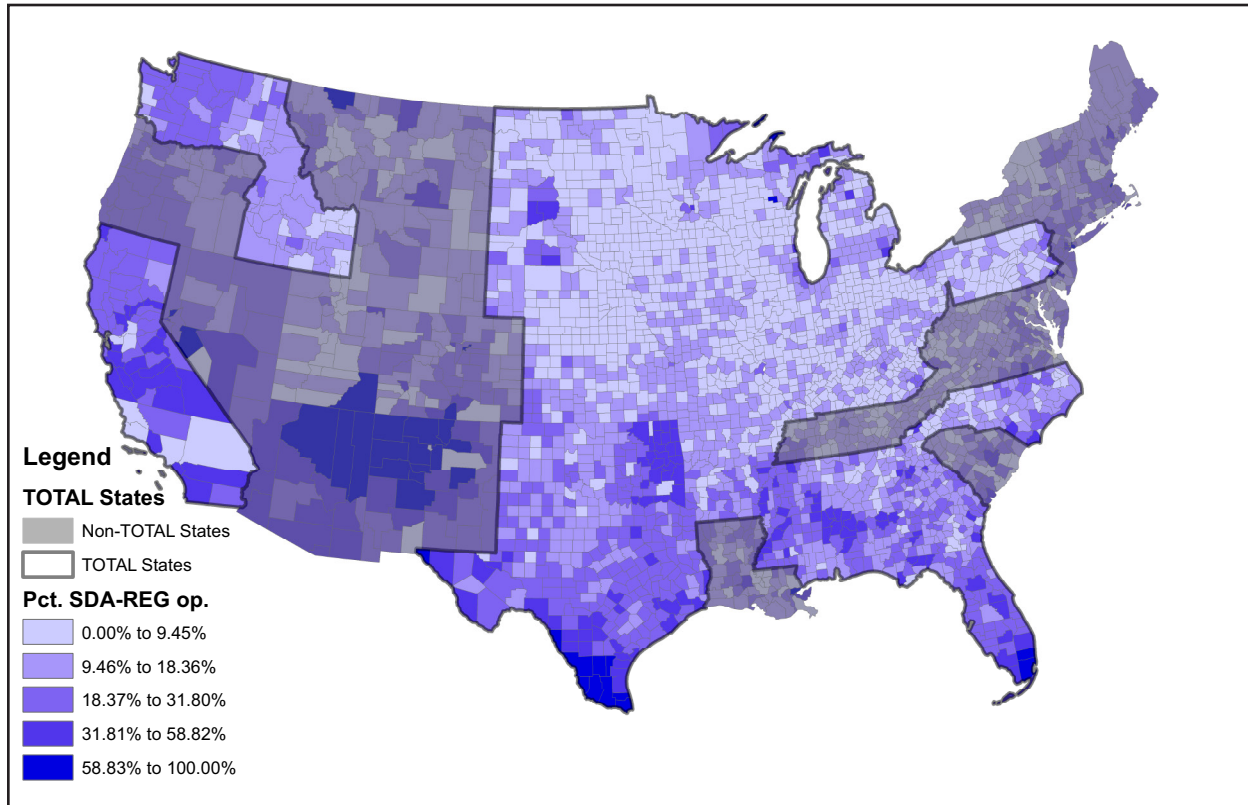 Legend
TOTAL States
Non-TOTAL States
TOTAL States
Pct. SDA-REG op.
0.00% to 9.45%
9.46% to 18.36%
18.37% to 31.80%
31.81% to 58.82%
58.83% to 100.00%